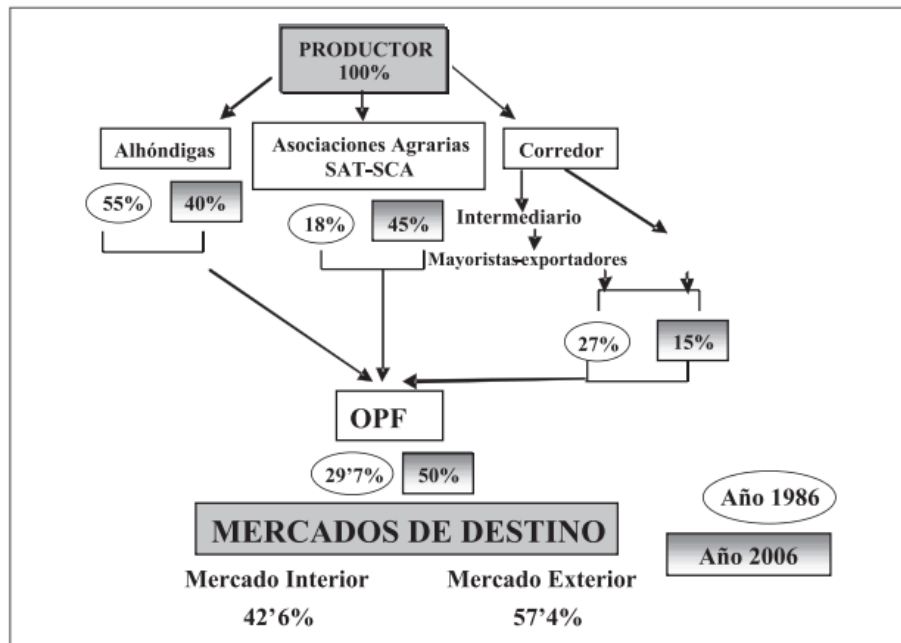 PRODUCTOR
100%
Alhóndigas
Asociaciones Agrarias
SAT-SCA
Corredor
55%
40%
18%
45%
Intermediario
Mayoristas-exportadores
27%
15%
OPF
29'7%
50%
MERCADOS DE DESTINO
Mercado Interior
42'6%
Mercado Exterior
57'4%
Año 1986
Año 2006